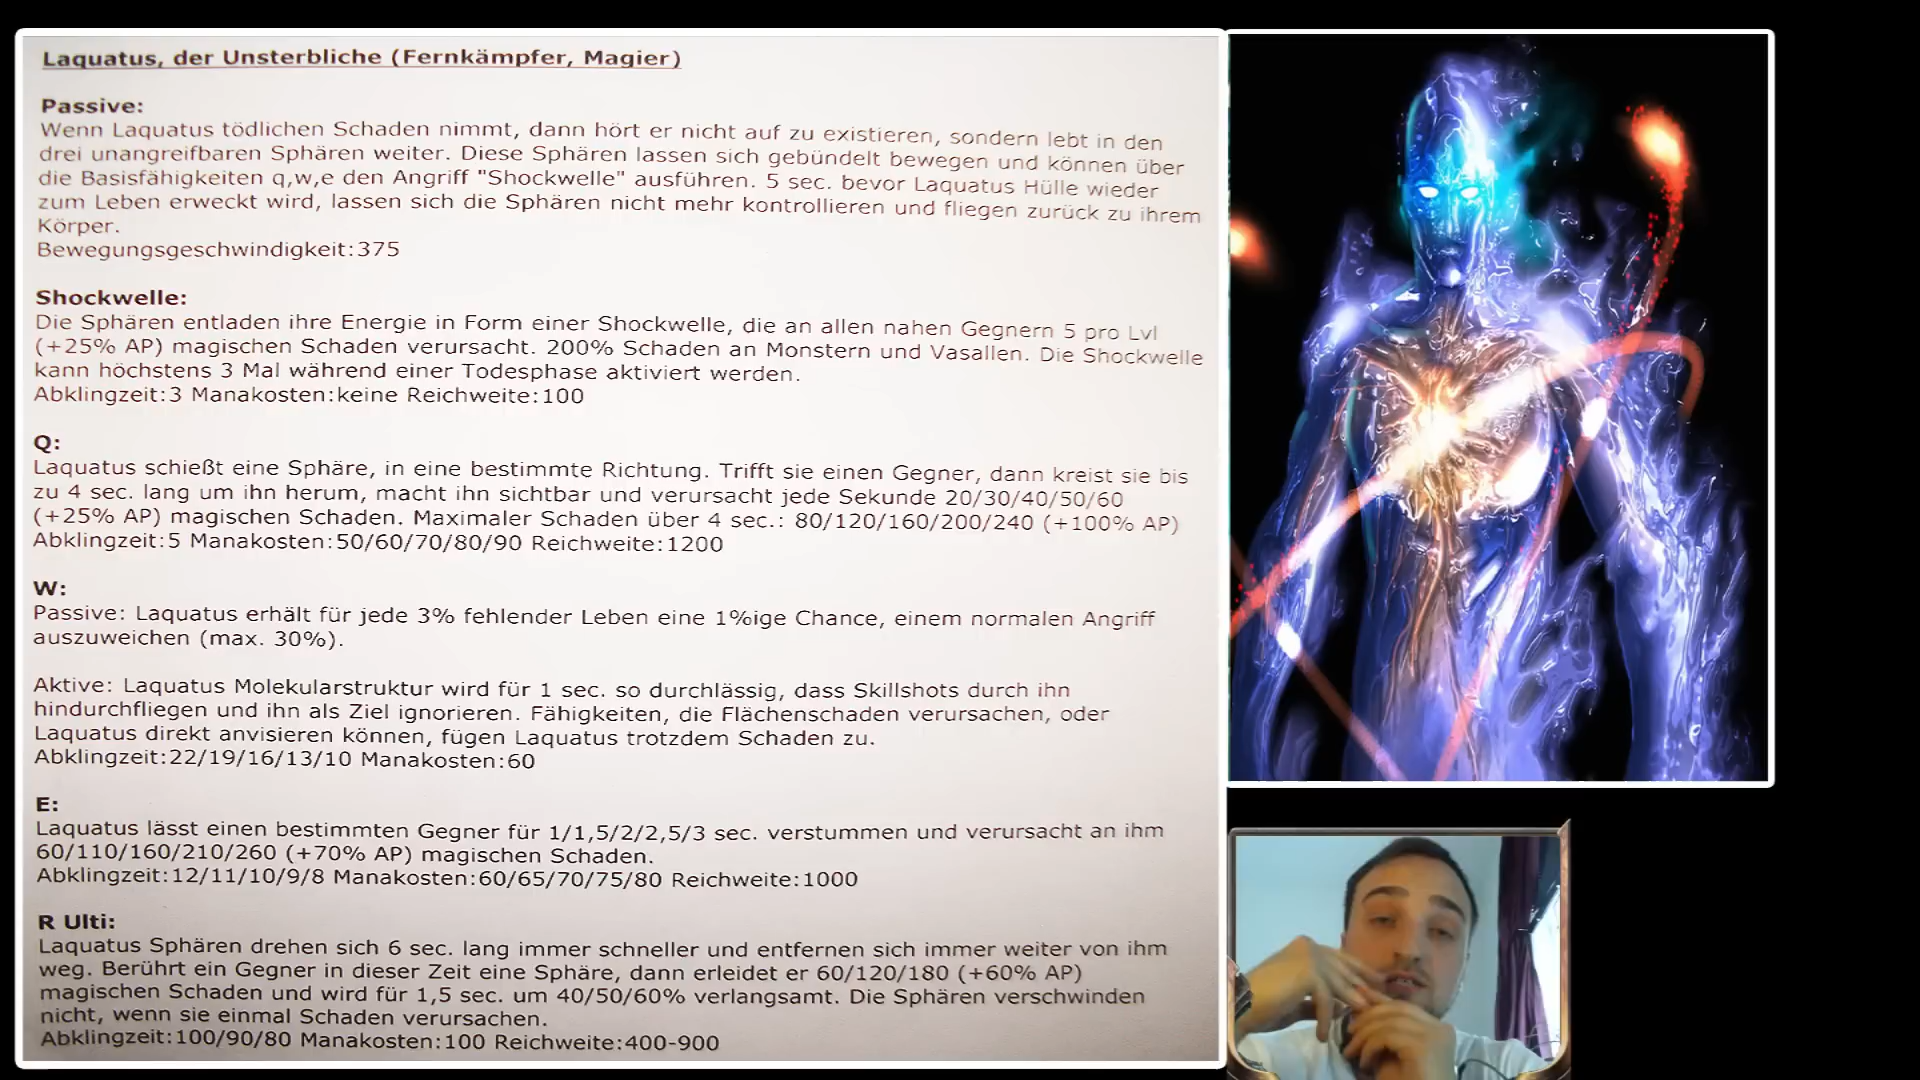 Laquatus, der Unsterbliche (Fernkämpfer, Magier)
Passive:
Wenn Laquatus tödlichen Schaden nimmt, dann hört er nicht auf zu existieren, sondern lebt in den
drei unangreifbaren Sphären weiter. Diese Sphären lassen sich gebündelt bewegen und können über
die Basisfähigkeiten q,w,e den Angriff "Shockwelle" ausführen. 5 sec. bevor Laquatus Hülle wieder
zum Leben erweckt wird, lassen sich die Sphären nicht mehr kontrollieren und fliegen zurück zu ihrem
Körper.
Bewegungsgeschwindigkeit:375
Shockwelle:
Die Sphären entladen ihre Energie in Form einer Shockwelle, die an allen nahen Gegnern 5 pro Lvl
(+25% AP) magischen Schaden verursacht. 200% Schaden an Monstern und Vasallen. Die Shockwelle
kann höchstens 3 Mal während einer Todesphase aktiviert werden.
Abklingzeit:3 Manakosten:keine Reichweite:100
Q:
Laquatus schießt eine Sphäre, in eine bestimmte Richtung. Trifft sie einen Gegner, dann kreist sie bis
zu 4 sec. lang um ihn herum, macht ihn sichtbar und verursacht jede Sekunde 20/30/40/50/60
(+25% AP) magischen Schaden. Maximaler Schaden über 4 sec.: 80/120/160/200/240 (+100% AP)
Abklingzeit:5 Manakosten:50/60/70/80/90 Reichweite:1200
W:
Passive: Laquatus erhält für jede 3% fehlender Leben eine 1%ige Chance, einem normalen Angriff
auszuweichen (max. 30%).
Aktive: Laquatus Molekularstruktur wird für 1 sec. so durchlässig, dass Skillshots durch ihn
hindurchfliegen und ihn als Ziel ignorieren. Fähigkeiten, die Flächenschaden verursachen, oder
Laquatus direkt anvisieren können, fügen Laquatus trotzdem Schaden zu.
Abklingzeit:22/19/16/13/10 Manakosten:60
E:
Laquatus lässt einen bestimmten Gegner für 1/1,5/2/2,5/3 sec. verstummen und verursacht an ihm
60/110/160/210/260 (+70% AP) magischen Schaden.
Abklingzeit:12/11/10/9/8 Manakosten:60/65/70/75/80 Reichweite:1000
R Ulti:
Laquatus Sphären drehen sich 6 sec. lang immer schneller und entfernen sich immer weiter von ihm
weg. Berührt ein Gegner in dieser Zeit eine Sphäre, dann erleidet er 60/120/180 (+60% AP)
magischen Schaden und wird für 1,5 sec. um 40/50/60% verlangsamt. Die Sphären verschwinden
nicht, wenn sie einmal Schaden verursachen.
Abklingzeit:100/90/80 Manakosten:100 Reichweite:400-900